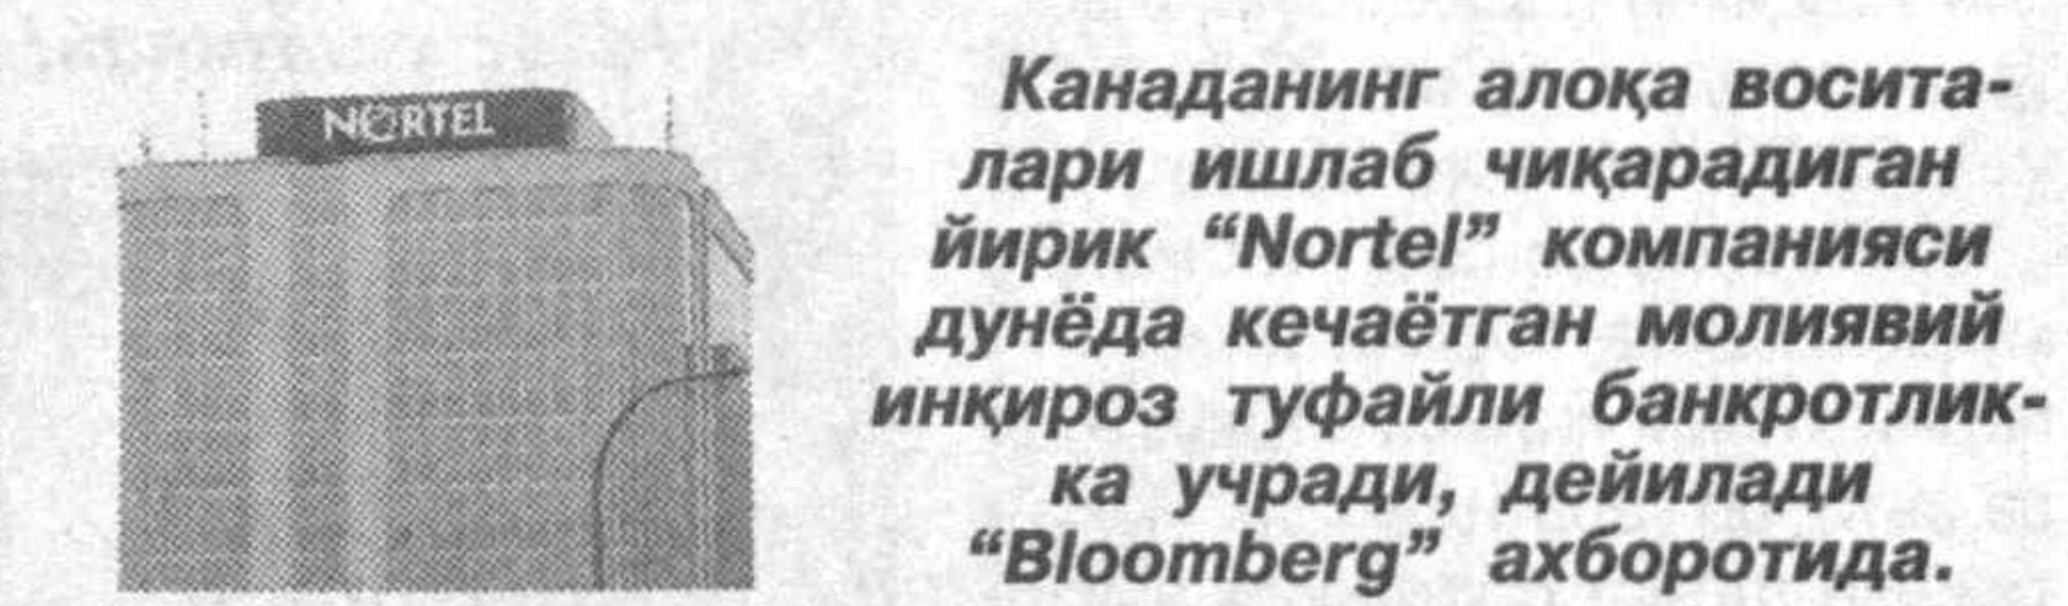 NORTEL
Канаданинг алоқа восита-
лари ишлаб чиқарадиган
йирик “Nortel” компанияси
дунёда кечаётган молиявий
инқироз туфайли банкротлик-
ка учради, дейилади
“Bloomberg” ахборотида.